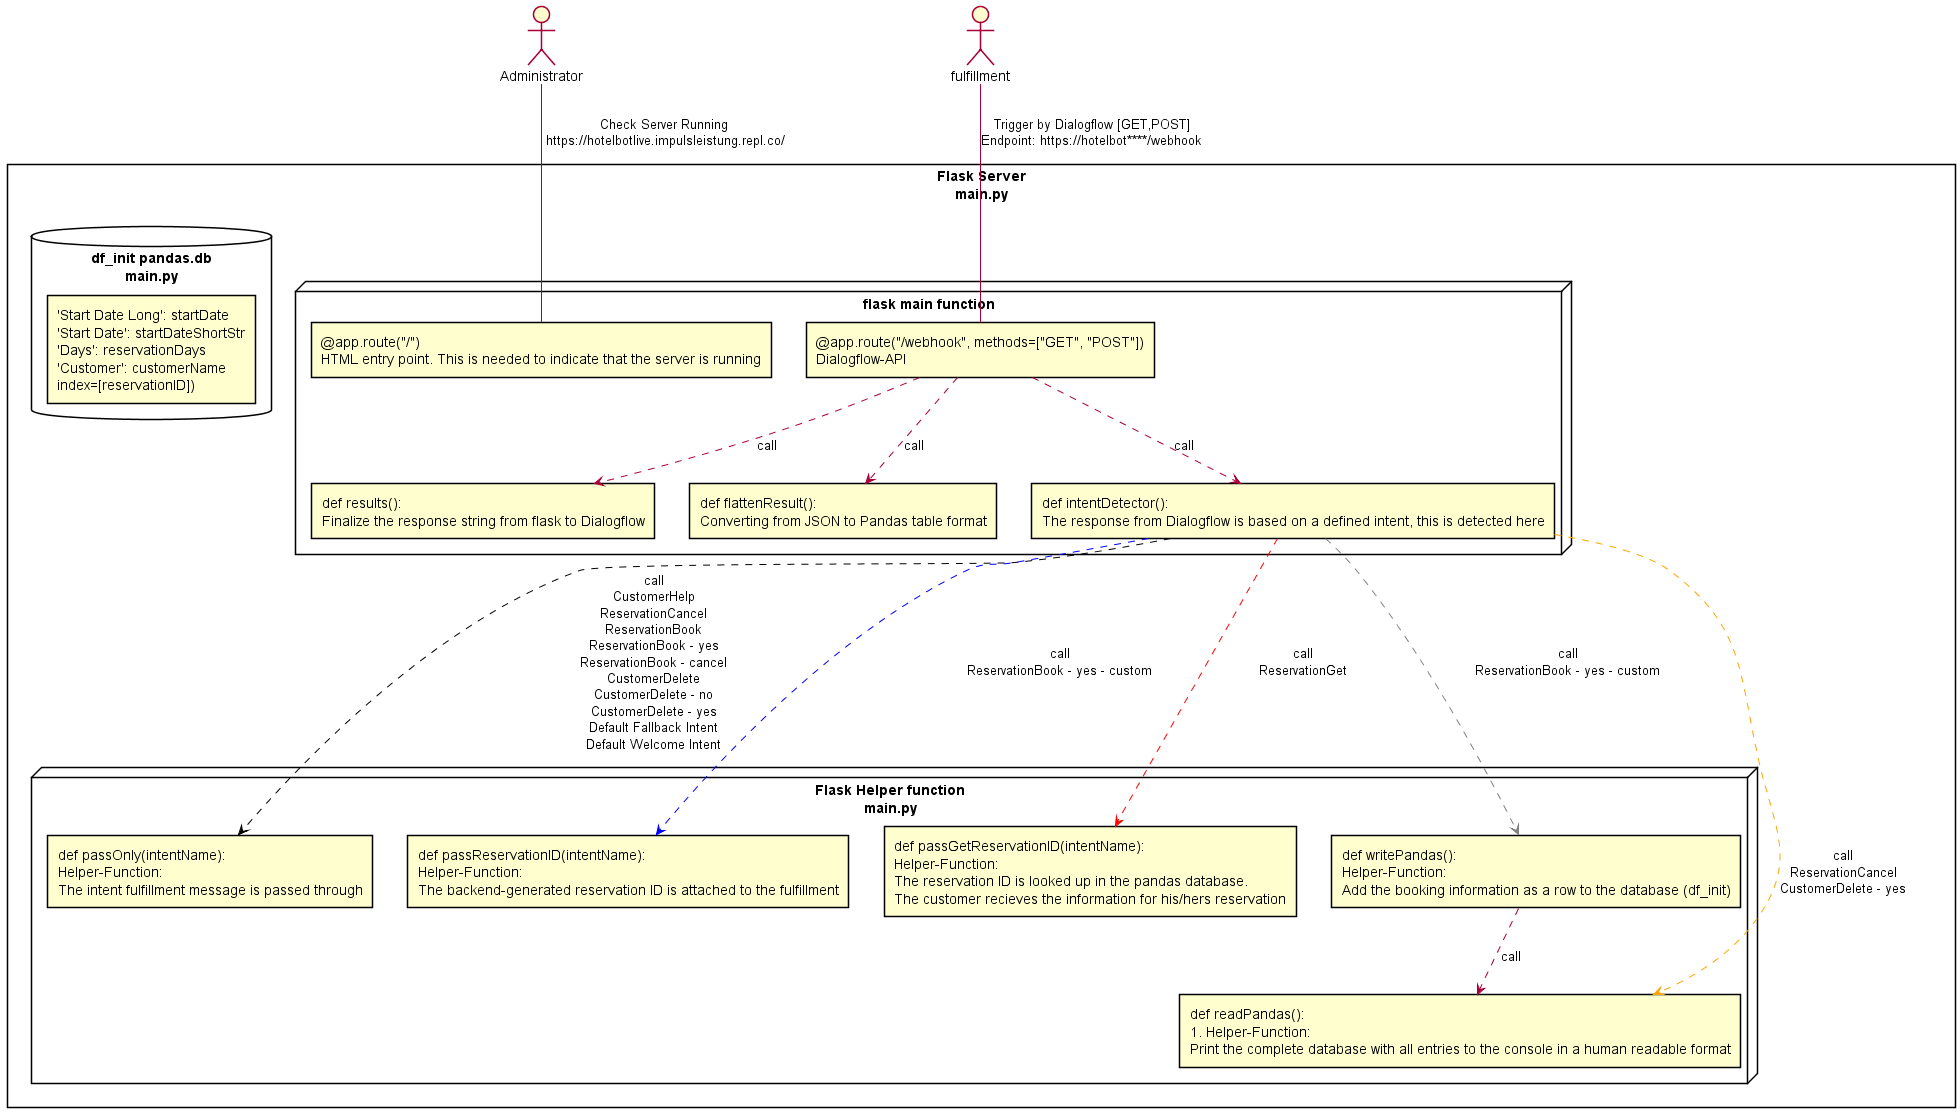 Administrator
fulfillment
Check Server Running
https://hotelbotlive.impulsleistung.repl.co/
Trigger by Dialogflow [GET,POST]
Endpoint: https://hotelbot****/webhook
Flask Server
main.py
df_init pandas.db
main.py
'Start Date Long': startDate
'Start Date': startDateShortStr
'Days': reservationDays
'Customer': customerName
index=[reservationID])
flask main function
@app.route("/")
HTML entry point. This is needed to indicate that the server is running
@app.route("/webhook", methods=["GET", "POST"])
Dialogflow-API
call
call
call
def results():
Finalize the response string from flask to Dialogflow
def flattenResult():
Converting from JSON to Pandas table format
def intentDetector():
The response from Dialogflow is based on a defined intent, this is detected here
call
CustomerHelp
ReservationCancel
ReservationBook
ReservationBook - yes
ReservationBook - cancel
CustomerDelete
CustomerDelete - no
CustomerDelete - yes
Default Fallback Intent
Default Welcome Intent
call
ReservationBook - yes - custom
call
ReservationGet
call
ReservationBook - yes - custom
Flask Helper function
main.py
def passOnly(intentName):
Helper-Function:
The intent fulfillment message is passed through
def passReservationID(intentName):
Helper-Function:
The backend-generated reservation ID is attached to the fulfillment
def passGetReservationID(intentName):
Helper-Function:
The reservation ID is looked up in the pandas database.
The customer recieves the information for his/hers reservation
def writePandas():
Helper-Function:
Add the booking information as a row to the database (df_init)
call
ReservationCancel
CustomerDelete - yes
call
def readPandas():
1. Helper-Function:
Print the complete database with all entries to the console in a human readable format